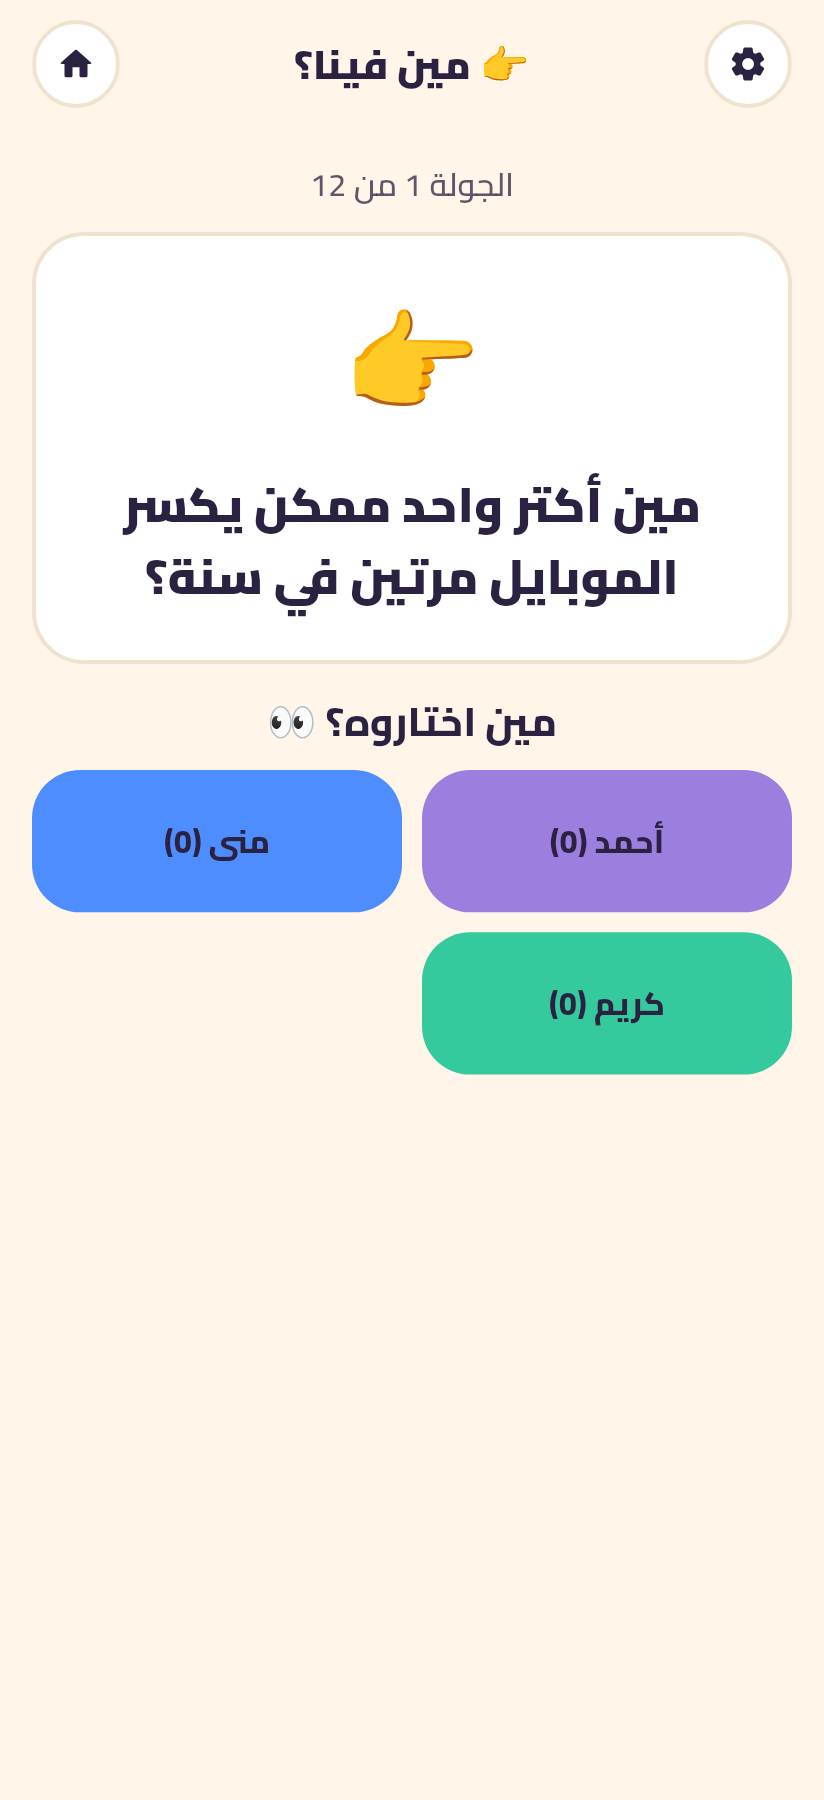 👉 مين فينا؟
الجولة 1 من 12
👉
مين أكتر واحد ممكن يكسر
الموبايل مرتين في سنة؟
مين اختاروه؟ 👀
أحمد (0)
منى (0)
كريم (0)